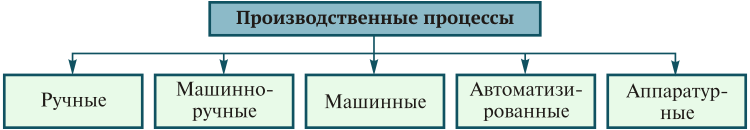 Производственные процессы
Ручные
Машинно-
ручные
Машинные
Автоматизи-
рованные
Аппаратур-
ные